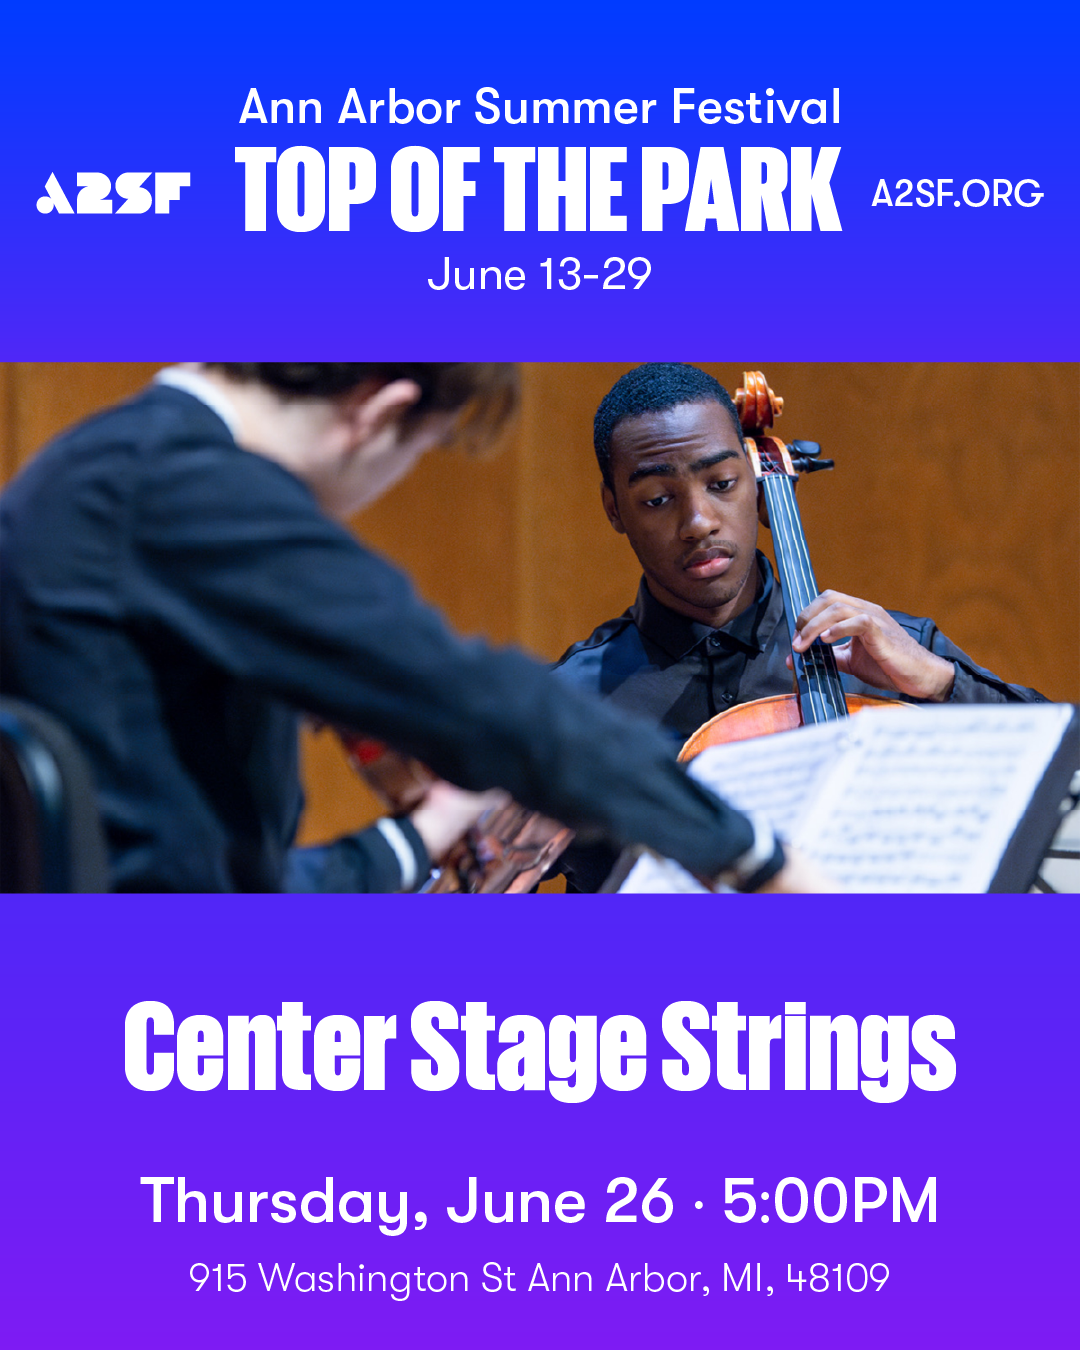 Ann Arbor Summer Festival
A2SF
TOP OF THE PARK
A2SF.ORG
June 13-29
Center Stage Strings
Thursday, June 26 · 5:00PM
915 Washington St Ann Arbor, MI, 48109